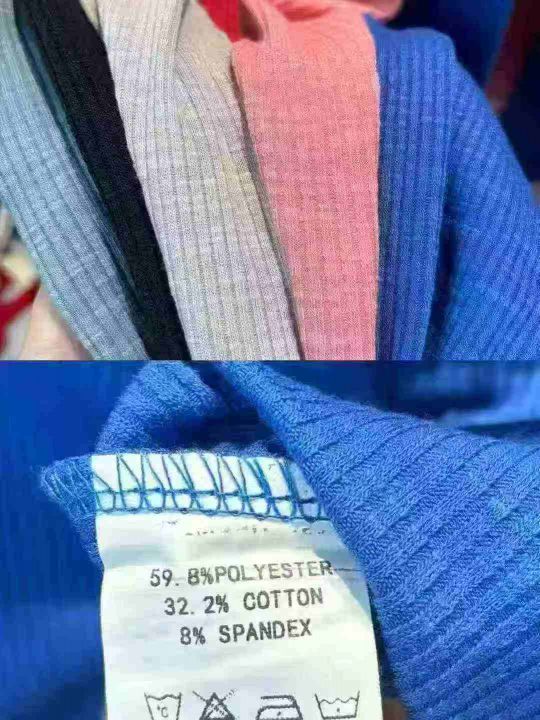 59. 8%POLYESTER
32. 2% COTTON
8% SPANDEX